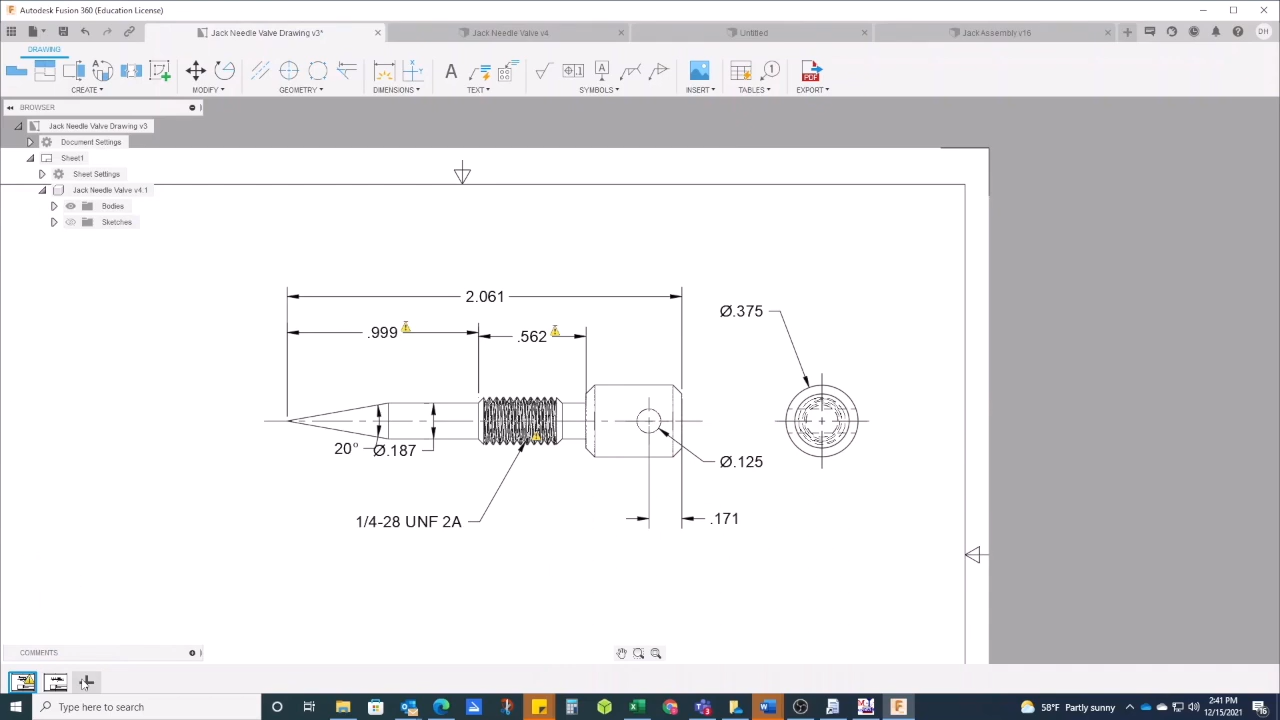 Autodesk Fusion 360 (Education License)
Jack Needle Valve Drawing v3*
Jack Needle Valve v4
Untitled
Jack Assembly v16
DH
DRAWING
CREATE
MODIFY
GEOMETRY
DIMENSIONS
TEXT
SYMBOLS
INSERT
TABLES
EXPORT
BROWSER
Jack Needle Valve Drawing v3
Document Settings
Sheet1
Sheet Settings
Jack Needle Valve v4:1
Bodies
Sketches
2.061
.999
.562
Ø.375
20°
Ø.187
Ø.125
1/4-28 UNF 2A
.171
COMMENTS
Type here to search
58°F Partly sunny
2:41 PM
12/15/2021